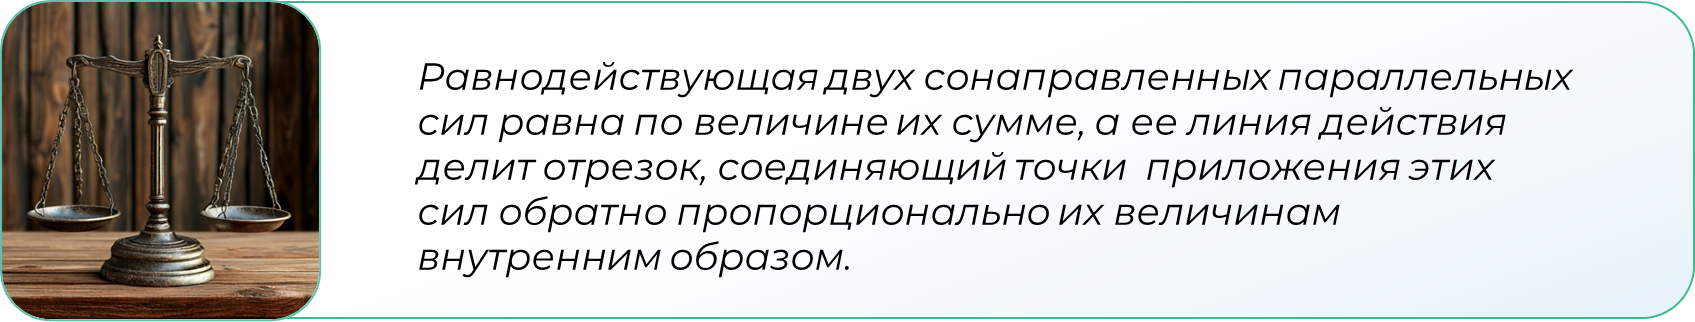 Равнодействующая двух сонаправленных параллельных
сил равна по величине их сумме, а ее линия действия
делит отрезок, соединяющий точки  приложения этих
сил обратно пропорционально их величинам
внутренним образом.